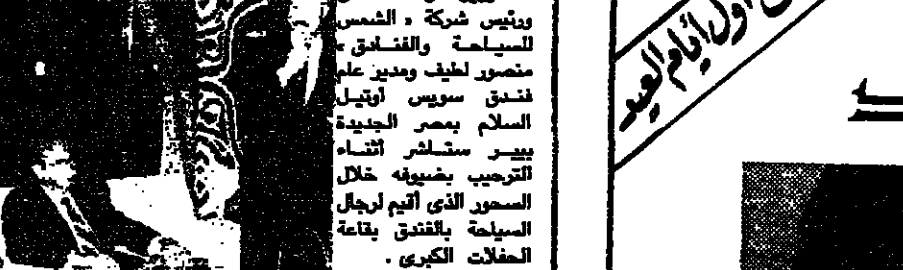 ورئيس شركة « الشمس
للسياحة والفنادق »
منصور لطيف ومدير عام
فندق سويس أوتيل
السلام بمصر الجديدة
بيير ستاشر أثناء
الترحيب بضيوفه خلال
السحور الذى أقيم لرجال
السياحة بالفندق بقاعة
الحفلات الكبرى .
أول أيام العيد